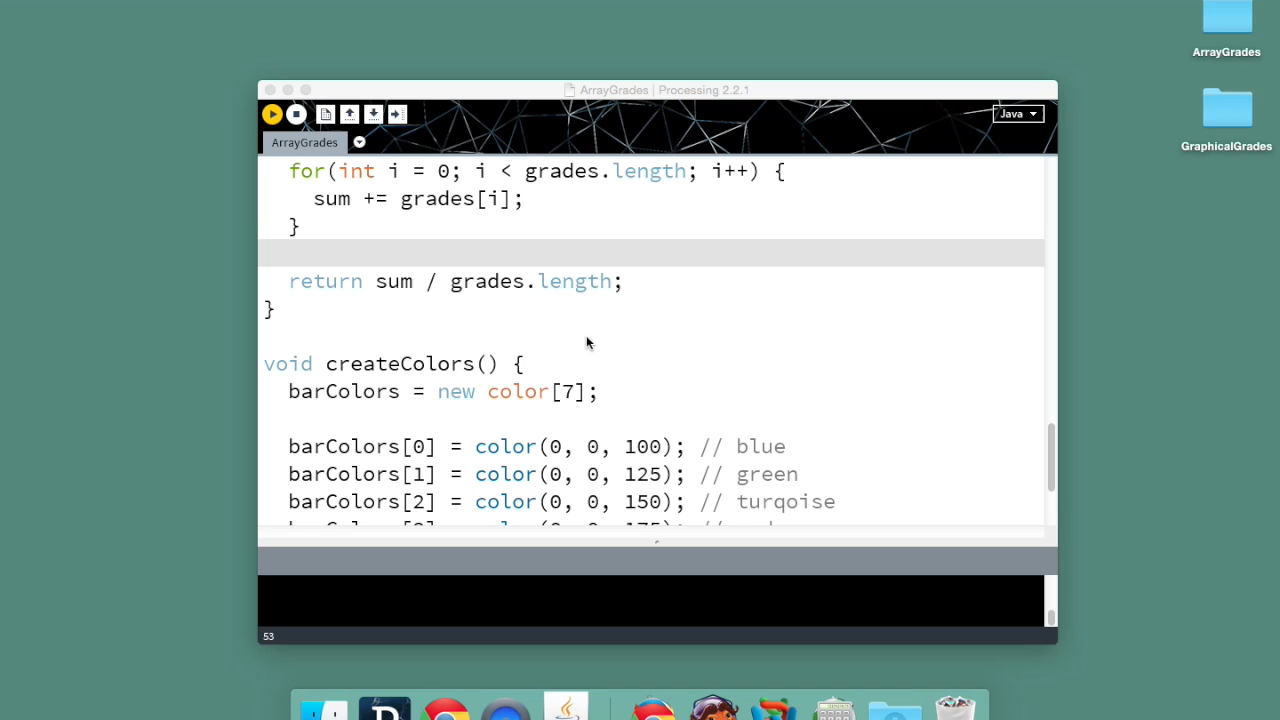 ArrayGrades
GraphicalGrades
ArrayGrades | Processing 2.2.1
Java
ArrayGrades
for(int i = 0; i < grades.length; i++) {
sum += grades[i];
}
return sum / grades.length;
}
void createColors() {
barColors = new color[7];
barColors[0] = color(0, 0, 100); // blue
barColors[1] = color(0, 0, 125); // green
barColors[2] = color(0, 0, 150); // turqoise
53